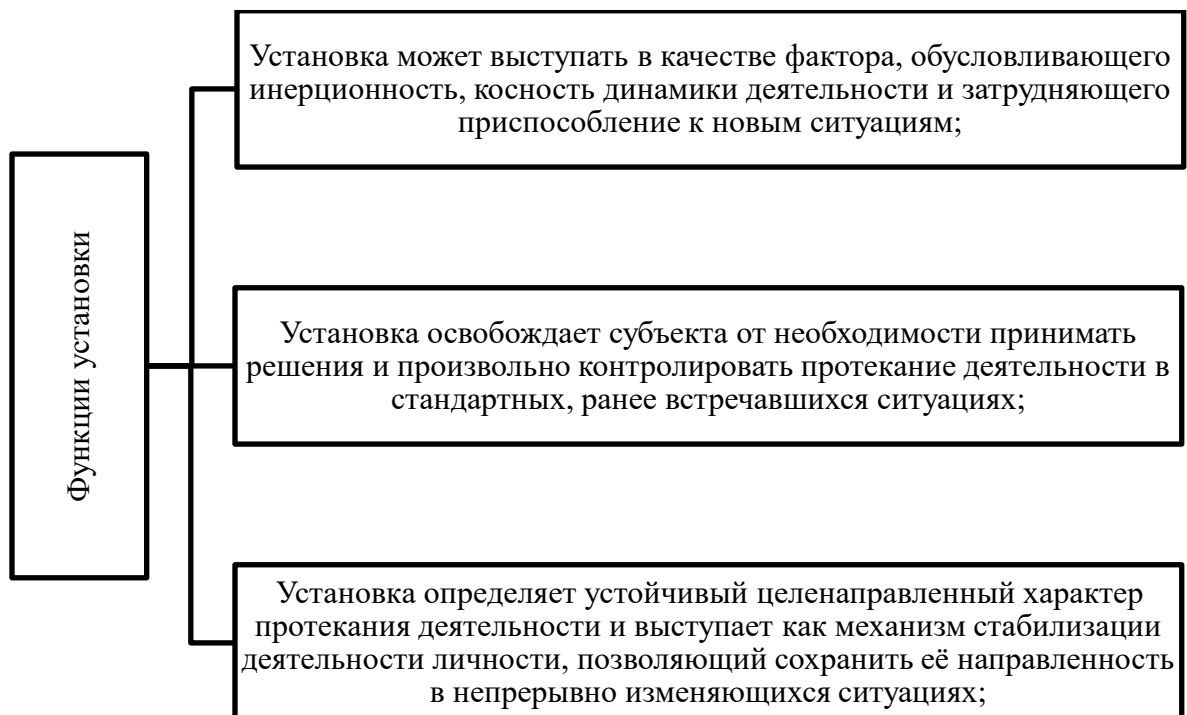 Функции установки
Установка может выступать в качестве фактора, обусловливающего
инерционность, косность динамики деятельности и затрудняющего
приспособление к новым ситуациям;
Установка освобождает субъекта от необходимости принимать
решения и произвольно контролировать протекание деятельности в
стандартных, ранее встречавшихся ситуациях;
Установка определяет устойчивый целенаправленный характер
протекания деятельности и выступает как механизм стабилизации
деятельности личности, позволяющий сохранить её направленность
в непрерывно изменяющихся ситуациях;